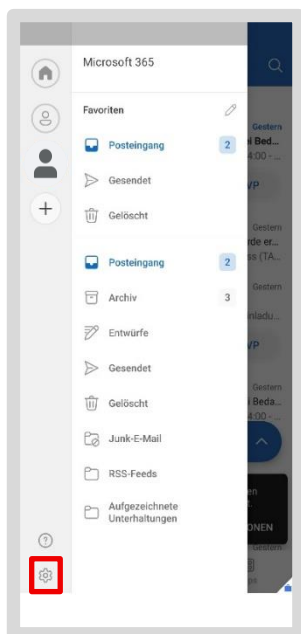 Microsoft 365
Favoriten
Posteingang 2
Gesendet
Gelöscht
Posteingang 2
Archiv 3
Entwürfe
Gesendet
Gelöscht
Junk-E-Mail
RSS-Feeds
Aufgezeichnete
Unterhaltungen
Gestern
Gestern
Gestern
Gestern
Gestern